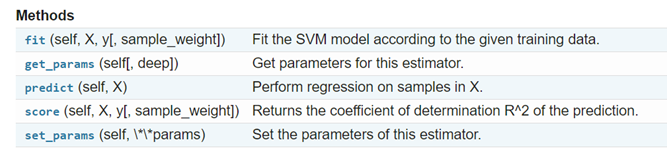 Methods
fit (self, X, y[, sample_weight]) Fit the SVM model according to the given training data.
get_params (self[, deep]) Get parameters for this estimator.
predict (self, X) Perform regression on samples in X.
score (self, X, y[, sample_weight]) Returns the coefficient of determination R^2 of the prediction.
set_params (self, \*\*params) Set the parameters of this estimator.